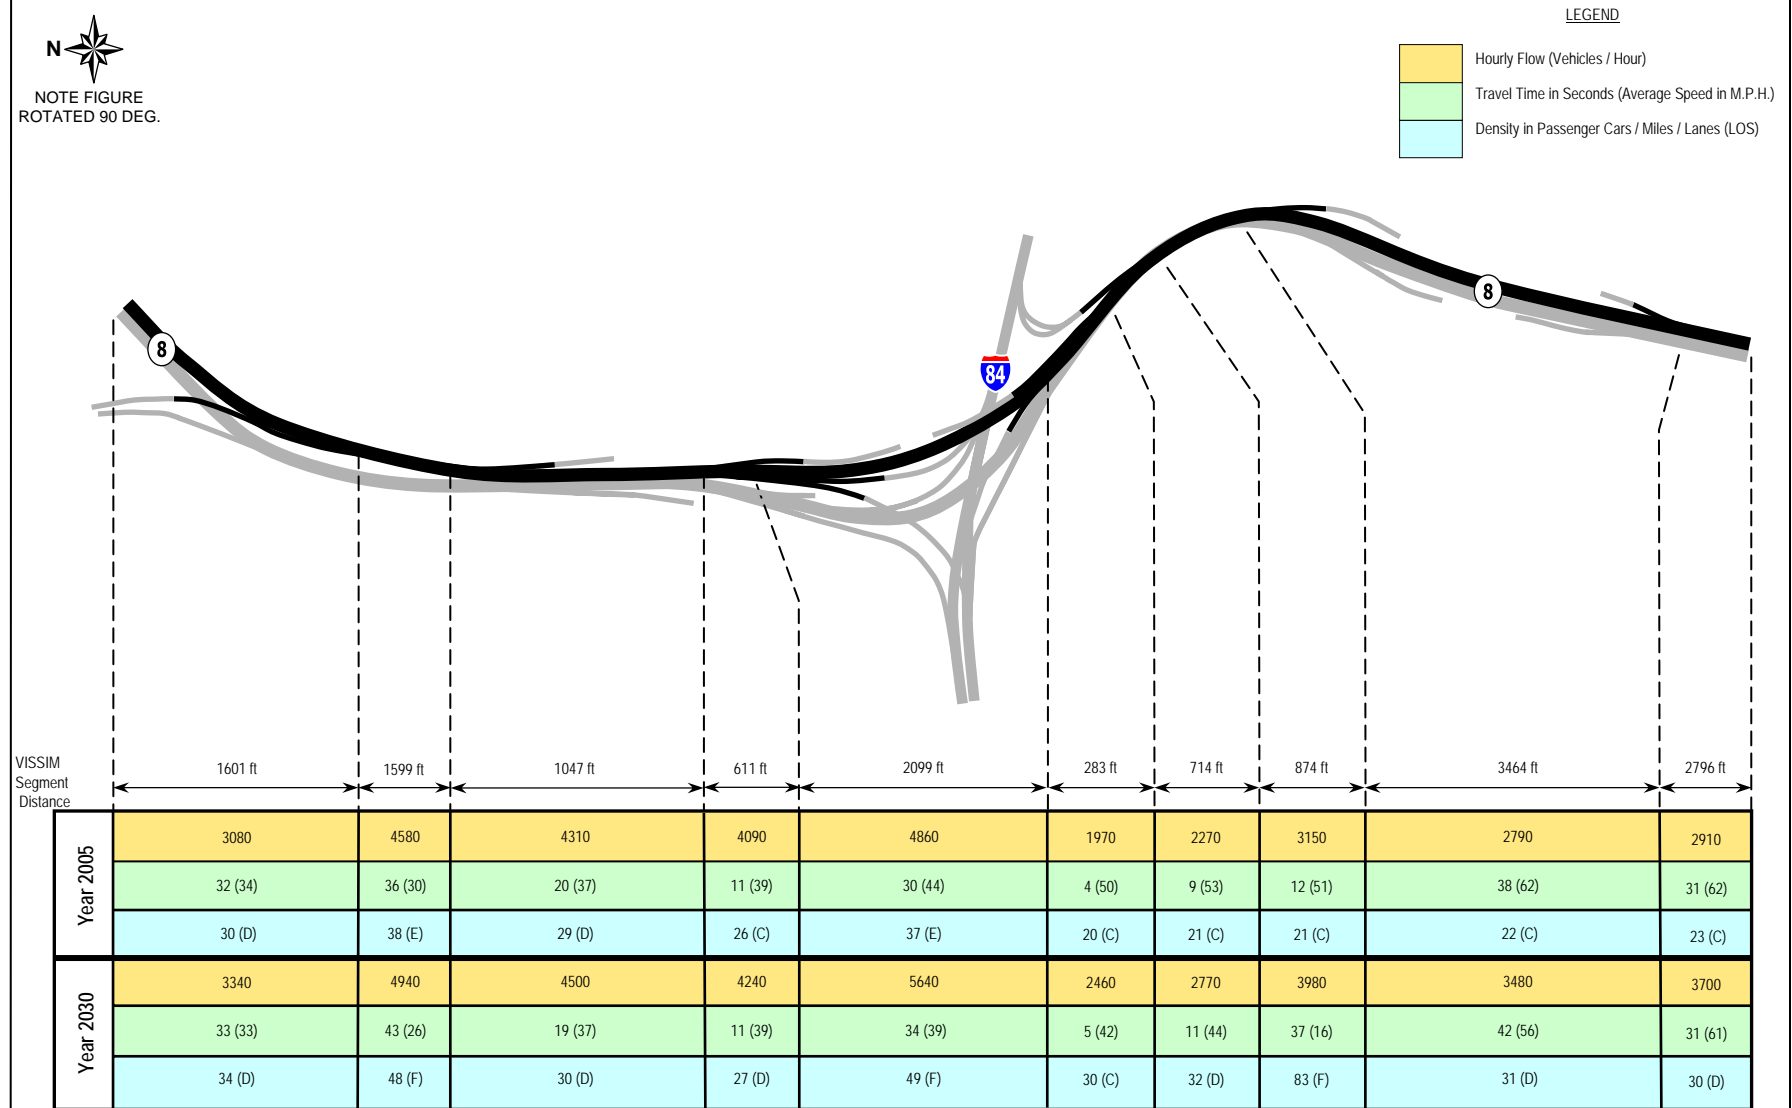 LEGEND
N
NOTE FIGURE
ROTATED 90 DEG.
Hourly Flow (Vehicles / Hour)
Travel Time in Seconds (Average Speed in M.P.H.)
Density in Passenger Cars / Miles / Lanes (LOS)
8
8
84
VISSIM
Segment
Distance
1601 ft 1599 ft 1047 ft 611 ft 2099 ft 283 ft 714 ft 874 ft 3464 ft 2796 ft
Year 2005
3080 4580 4310 4090 4860 1970 2270 3150 2790 2910
32 (34) 36 (30) 20 (37) 11 (39) 30 (44) 4 (50) 9 (53) 12 (51) 38 (62) 31 (62)
30 (D) 38 (E) 29 (D) 26 (C) 37 (E) 20 (C) 21 (C) 21 (C) 22 (C) 23 (C)
Year 2030
3340 4940 4500 4240 5640 2460 2770 3980 3480 3700
33 (33) 43 (26) 19 (37) 11 (39) 34 (39) 5 (42) 11 (44) 37 (16) 42 (56) 31 (61)
34 (D) 48 (F) 30 (D) 27 (D) 49 (F) 30 (C) 32 (D) 83 (F) 31 (D) 30 (D)